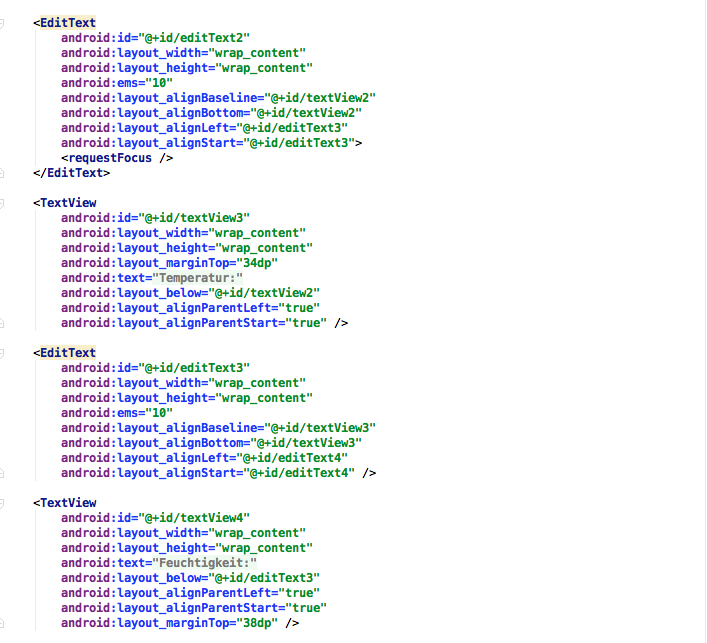 <EditText
android:id="@+id/editText2"
android:layout_width="wrap_content"
android:layout_height="wrap_content"
android:ems="10"
android:layout_alignBaseline="@+id/textView2"
android:layout_alignBottom="@+id/textView2"
android:layout_alignLeft="@+id/editText3"
android:layout_alignStart="@+id/editText3">
<requestFocus />
</EditText>
<TextView
android:id="@+id/textView3"
android:layout_width="wrap_content"
android:layout_height="wrap_content"
android:layout_marginTop="34dp"
android:text="Temperatur:"
android:layout_below="@+id/textView2"
android:layout_alignParentLeft="true"
android:layout_alignParentStart="true" />
<EditText
android:id="@+id/editText3"
android:layout_width="wrap_content"
android:layout_height="wrap_content"
android:ems="10"
android:layout_alignBaseline="@+id/textView3"
android:layout_alignBottom="@+id/textView3"
android:layout_alignLeft="@+id/editText4"
android:layout_alignStart="@+id/editText4" />
<TextView
android:id="@+id/textView4"
android:layout_width="wrap_content"
android:layout_height="wrap_content"
android:text="Feuchtigkeit:"
android:layout_below="@+id/editText3"
android:layout_alignParentLeft="true"
android:layout_alignParentStart="true"
android:layout_marginTop="38dp" />